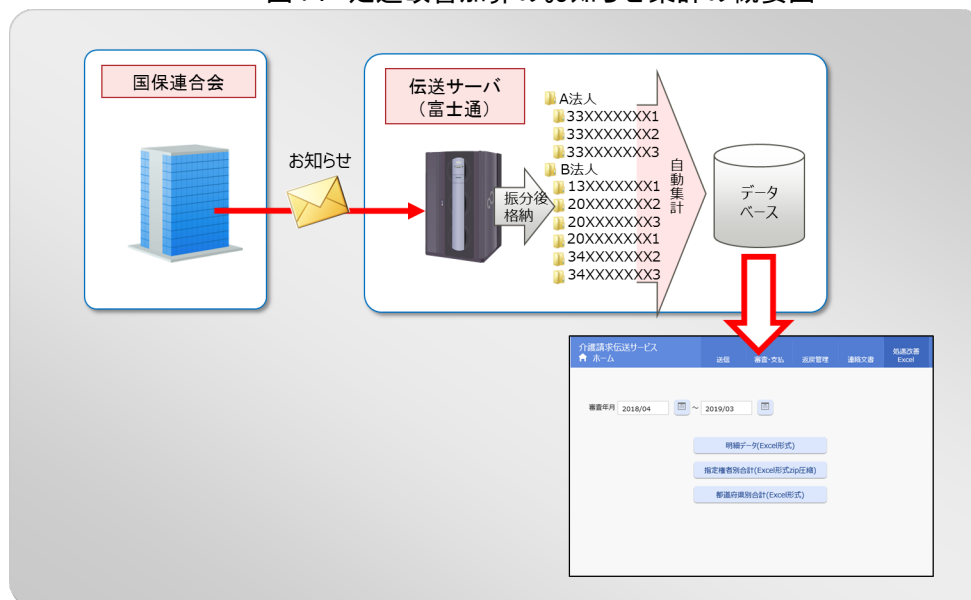 国保連合会
お知らせ
伝送サーバ
（富士通）
振分後
格納
A法人
33XXXXXXX1
33XXXXXXX2
33XXXXXXX3
B法人
13XXXXXXX1
20XXXXXXX2
20XXXXXXX3
20XXXXXXX1
34XXXXXXX2
34XXXXXXX3
自動集計
データ
ベース
介護請求伝送サービス
ホーム
送信
審査・支払
返戻管理
連絡文書
処遇改善
Excel
審査年月 2018/04 ～ 2019/03
明細データ(Excel形式)
指定権者別合計(Excel形式zip圧縮)
都道府県別合計(Excel形式)